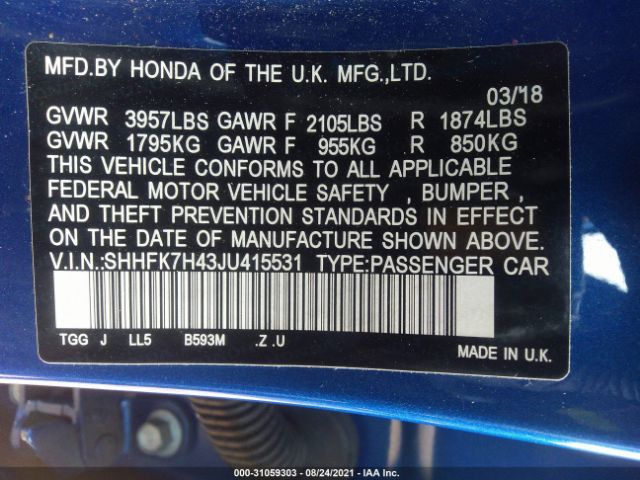 MFD.BY HONDA OF THE U.K. MFG.,LTD.
03/'18
GVWR 3957LBS GAWR F 2105LBS R 1874LBS
GVWR 1795KG GAWR F 955KG R 850KG
THIS VEHICLE CONFORMS TO ALL APPLICABLE
FEDERAL MOTOR VEHICLE SAFETY , BUMPER ,
AND THEFT PREVENTION STANDARDS IN EFFECT
ON THE DATE OF MANUFACTURE SHOWN ABOVE.
V.I.N.:SHHFK7H43JU415531 TYPE:PASSENGER CAR
TGG J LL5 B593M .Z .U
MADE IN U.K.
000-31059303 - 08/24/2021 - IAA Inc.